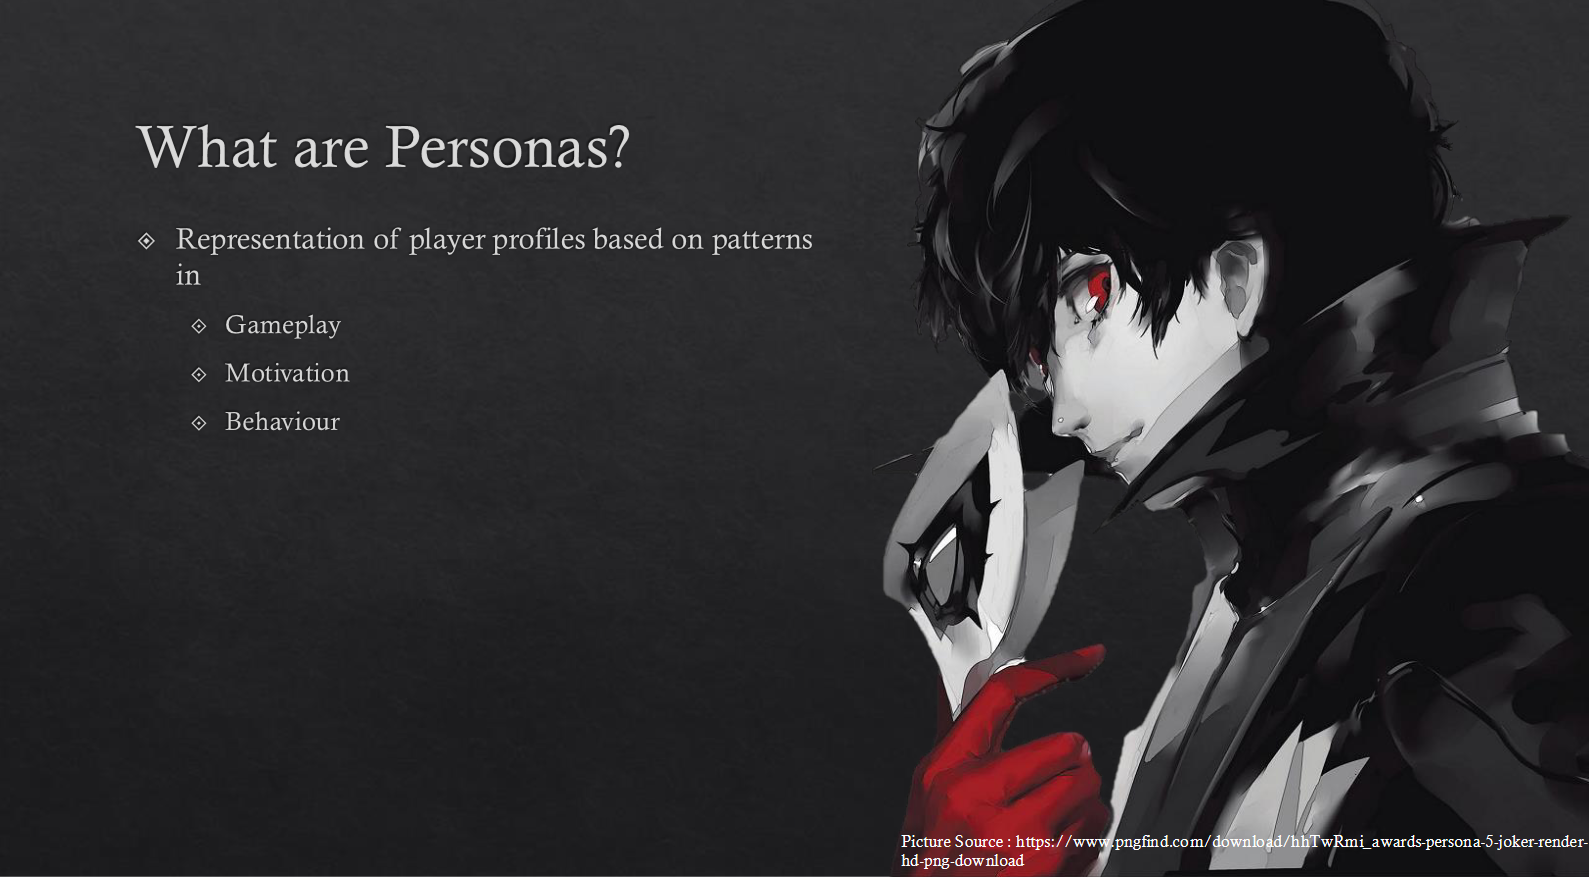 What are Personas?
Representation of player profiles based on patterns
in
Gameplay
Motivation
Behaviour
Picture Source : https://www.pngfind.com/download/hhTwRmi_awards-persona-5-joker-render-
hd-png-download